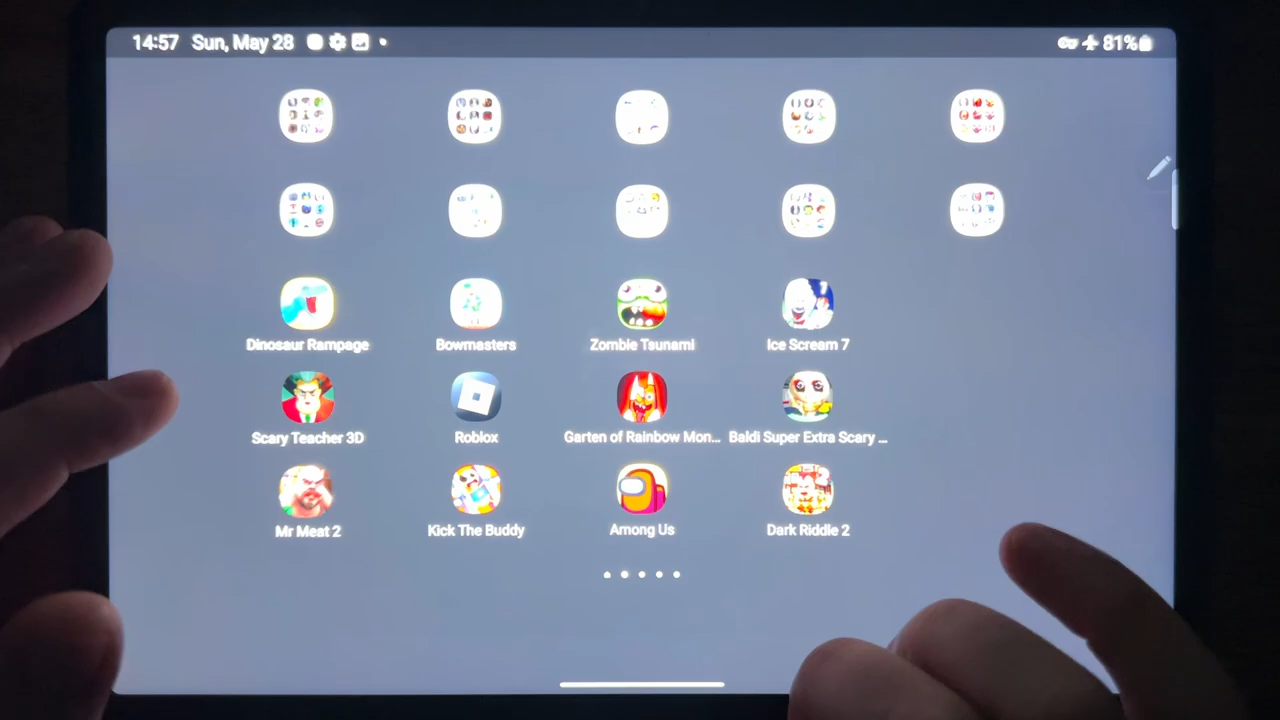 14:57 Sun, May 28 81%
Dinosaur Rampage Bowmasters Zombie Tsunami Ice Scream 7
Scary Teacher 3D Roblox Garten of Rainbow Mon... Baldi Super Extra Scary ...
Mr Meat 2 Kick The Buddy Among Us Dark Riddle 2